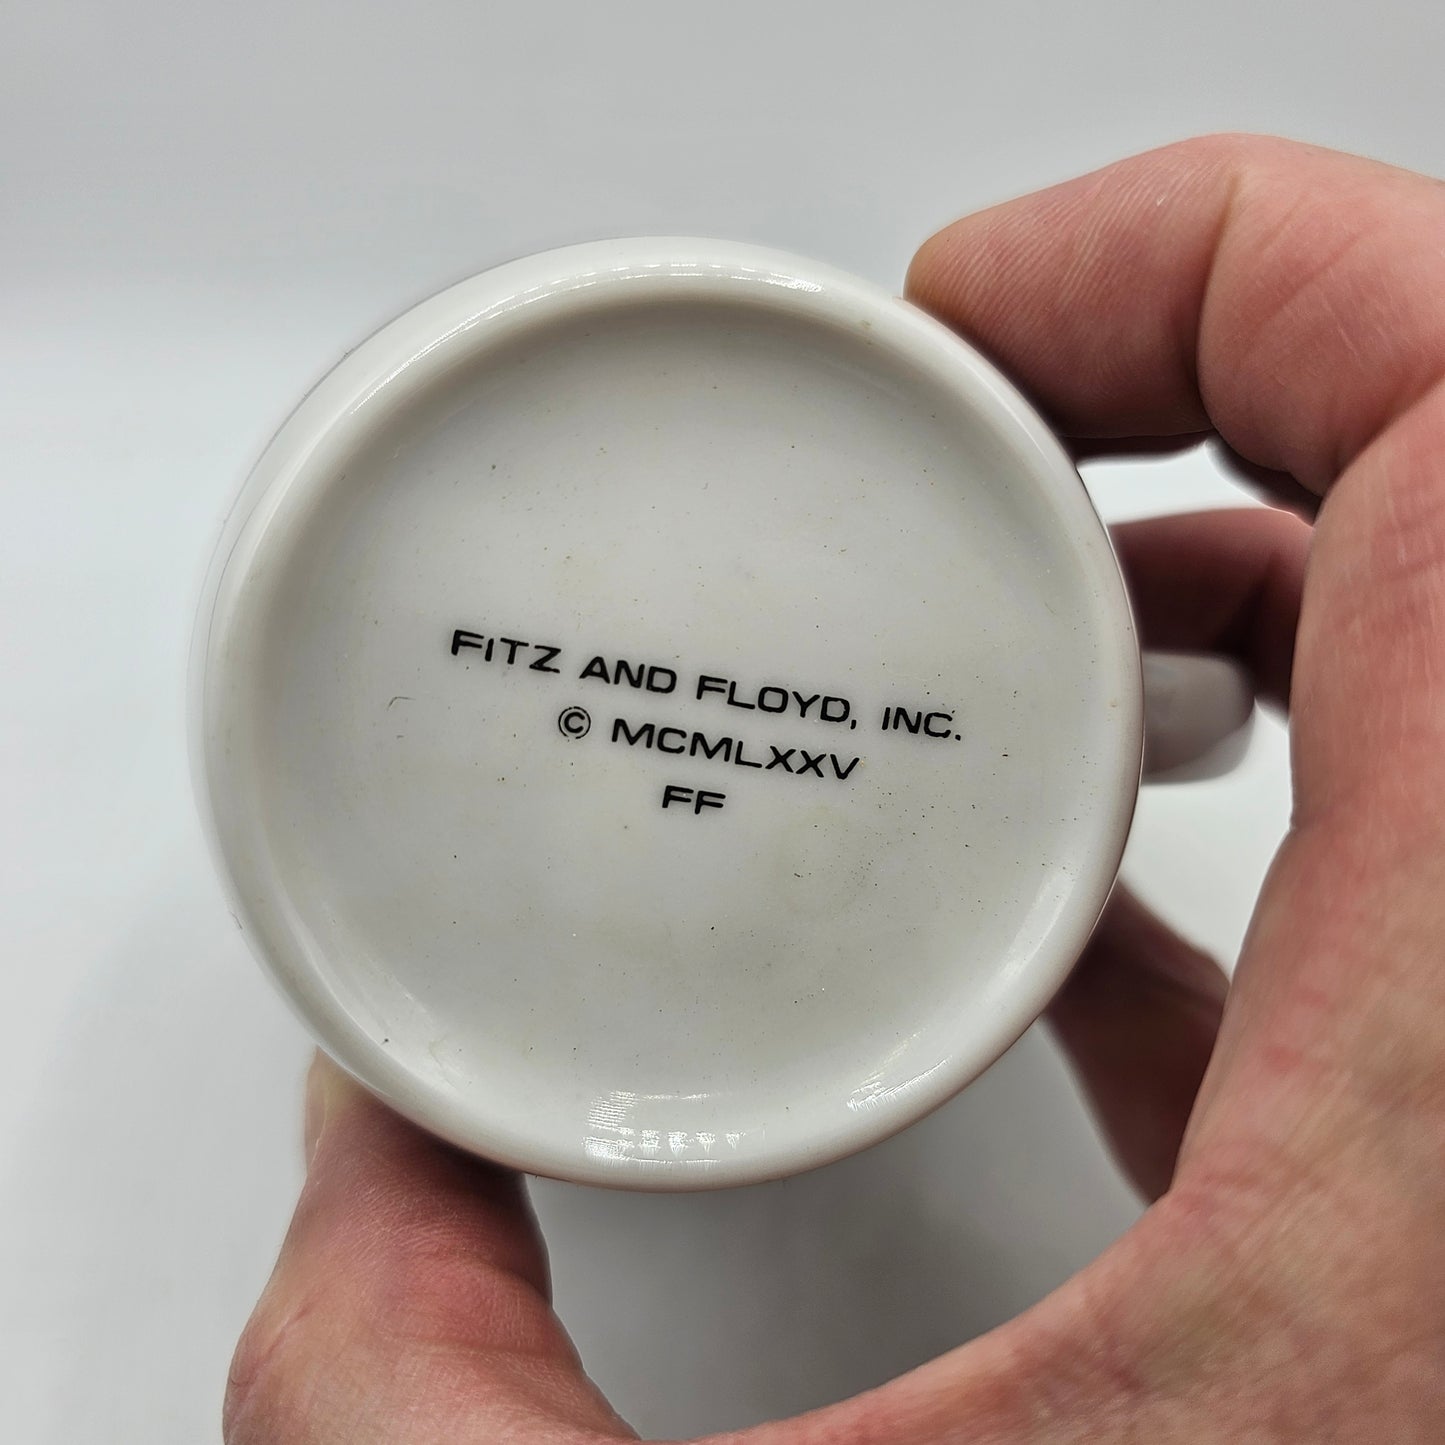 FITZ AND FLOYD, INC.
© MCMLXXV
FF